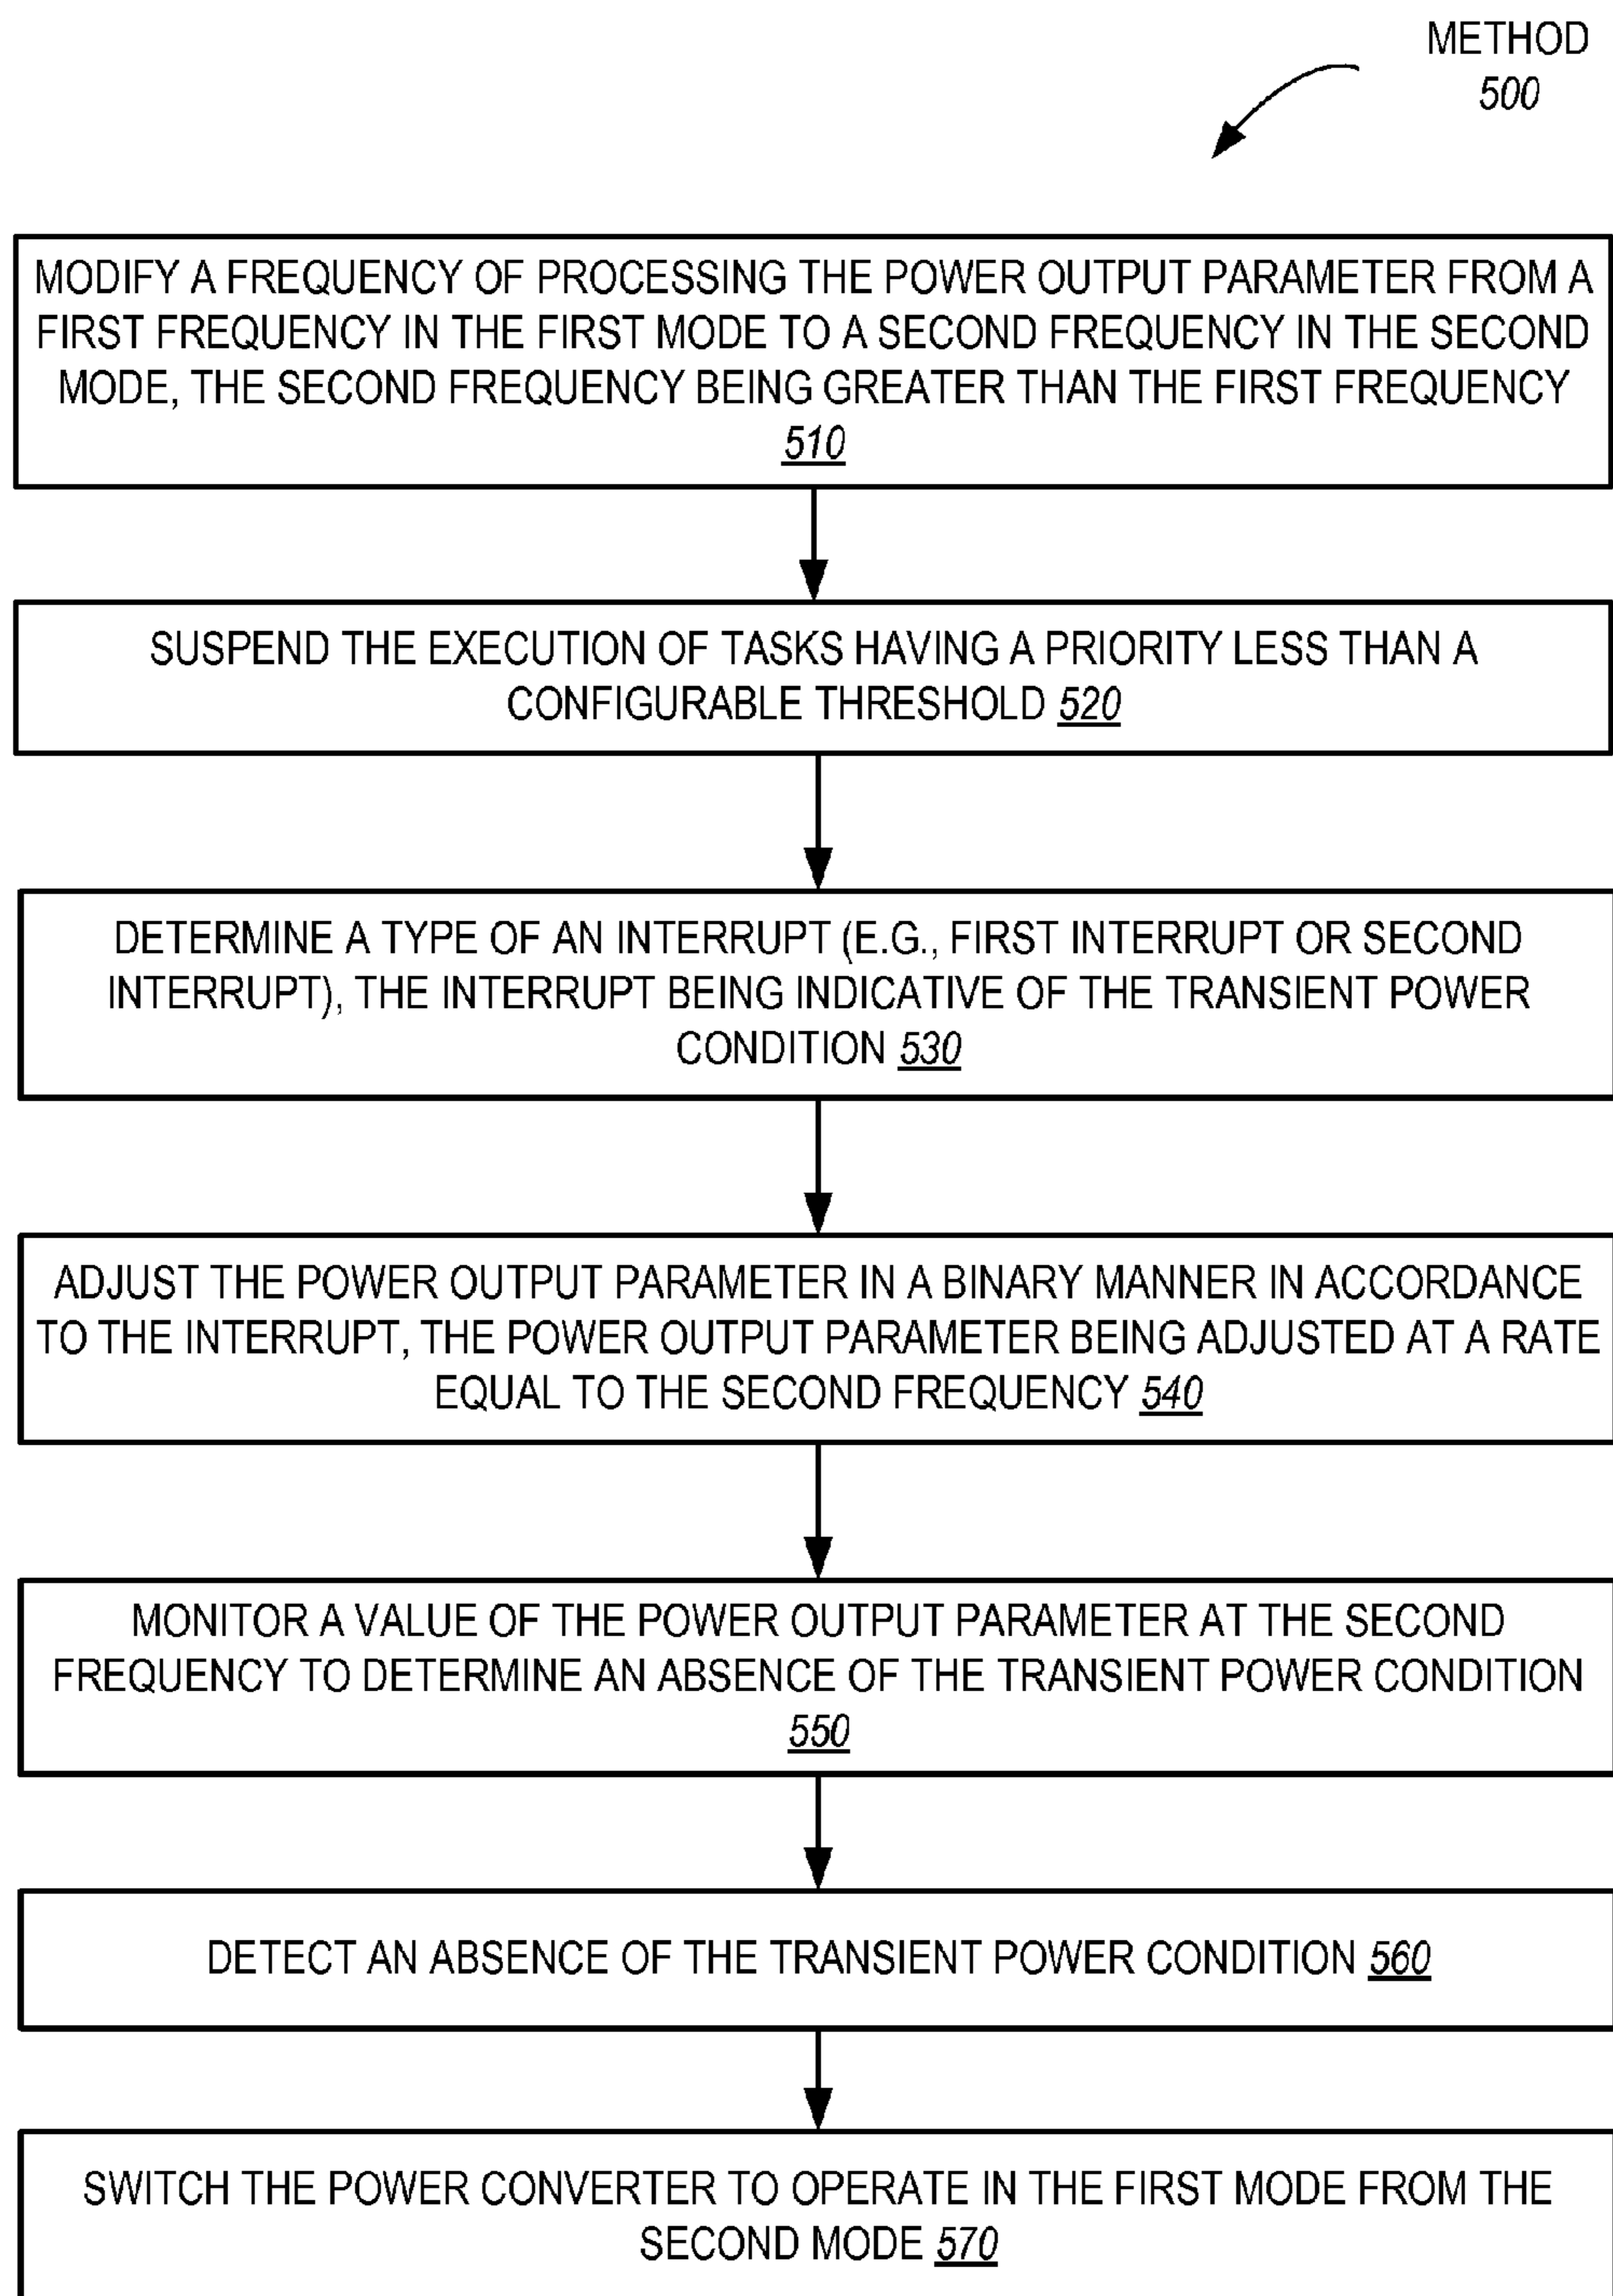 METHOD
500
MODIFY A FREQUENCY OF PROCESSING THE POWER OUTPUT PARAMETER FROM A
FIRST FREQUENCY IN THE FIRST MODE TO A SECOND FREQUENCY IN THE SECOND
MODE, THE SECOND FREQUENCY BEING GREATER THAN THE FIRST FREQUENCY
510
SUSPEND THE EXECUTION OF TASKS HAVING A PRIORITY LESS THAN A
CONFIGURABLE THRESHOLD 520
DETERMINE A TYPE OF AN INTERRUPT (E.G., FIRST INTERRUPT OR SECOND
INTERRUPT), THE INTERRUPT BEING INDICATIVE OF THE TRANSIENT POWER
CONDITION 530
ADJUST THE POWER OUTPUT PARAMETER IN A BINARY MANNER IN ACCORDANCE
TO THE INTERRUPT, THE POWER OUTPUT PARAMETER BEING ADJUSTED AT A RATE
EQUAL TO THE SECOND FREQUENCY 540
MONITOR A VALUE OF THE POWER OUTPUT PARAMETER AT THE SECOND
FREQUENCY TO DETERMINE AN ABSENCE OF THE TRANSIENT POWER CONDITION
550
DETECT AN ABSENCE OF THE TRANSIENT POWER CONDITION 560
SWITCH THE POWER CONVERTER TO OPERATE IN THE FIRST MODE FROM THE
SECOND MODE 570